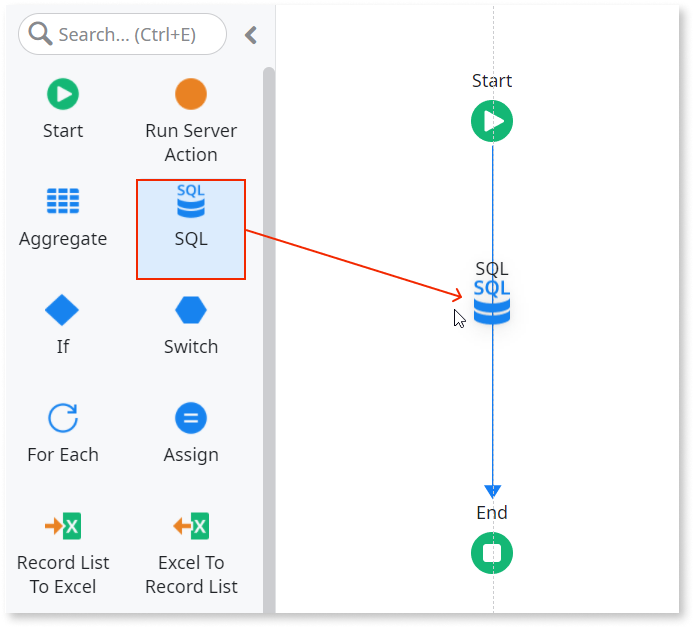 Search... (Ctrl+E)
Start
Run Server
Action
Aggregate
SQL
SQL
If
Switch
For Each
Assign
X
Record List
To Excel
X
Excel To
Record List
Start
SQL
SQL
End